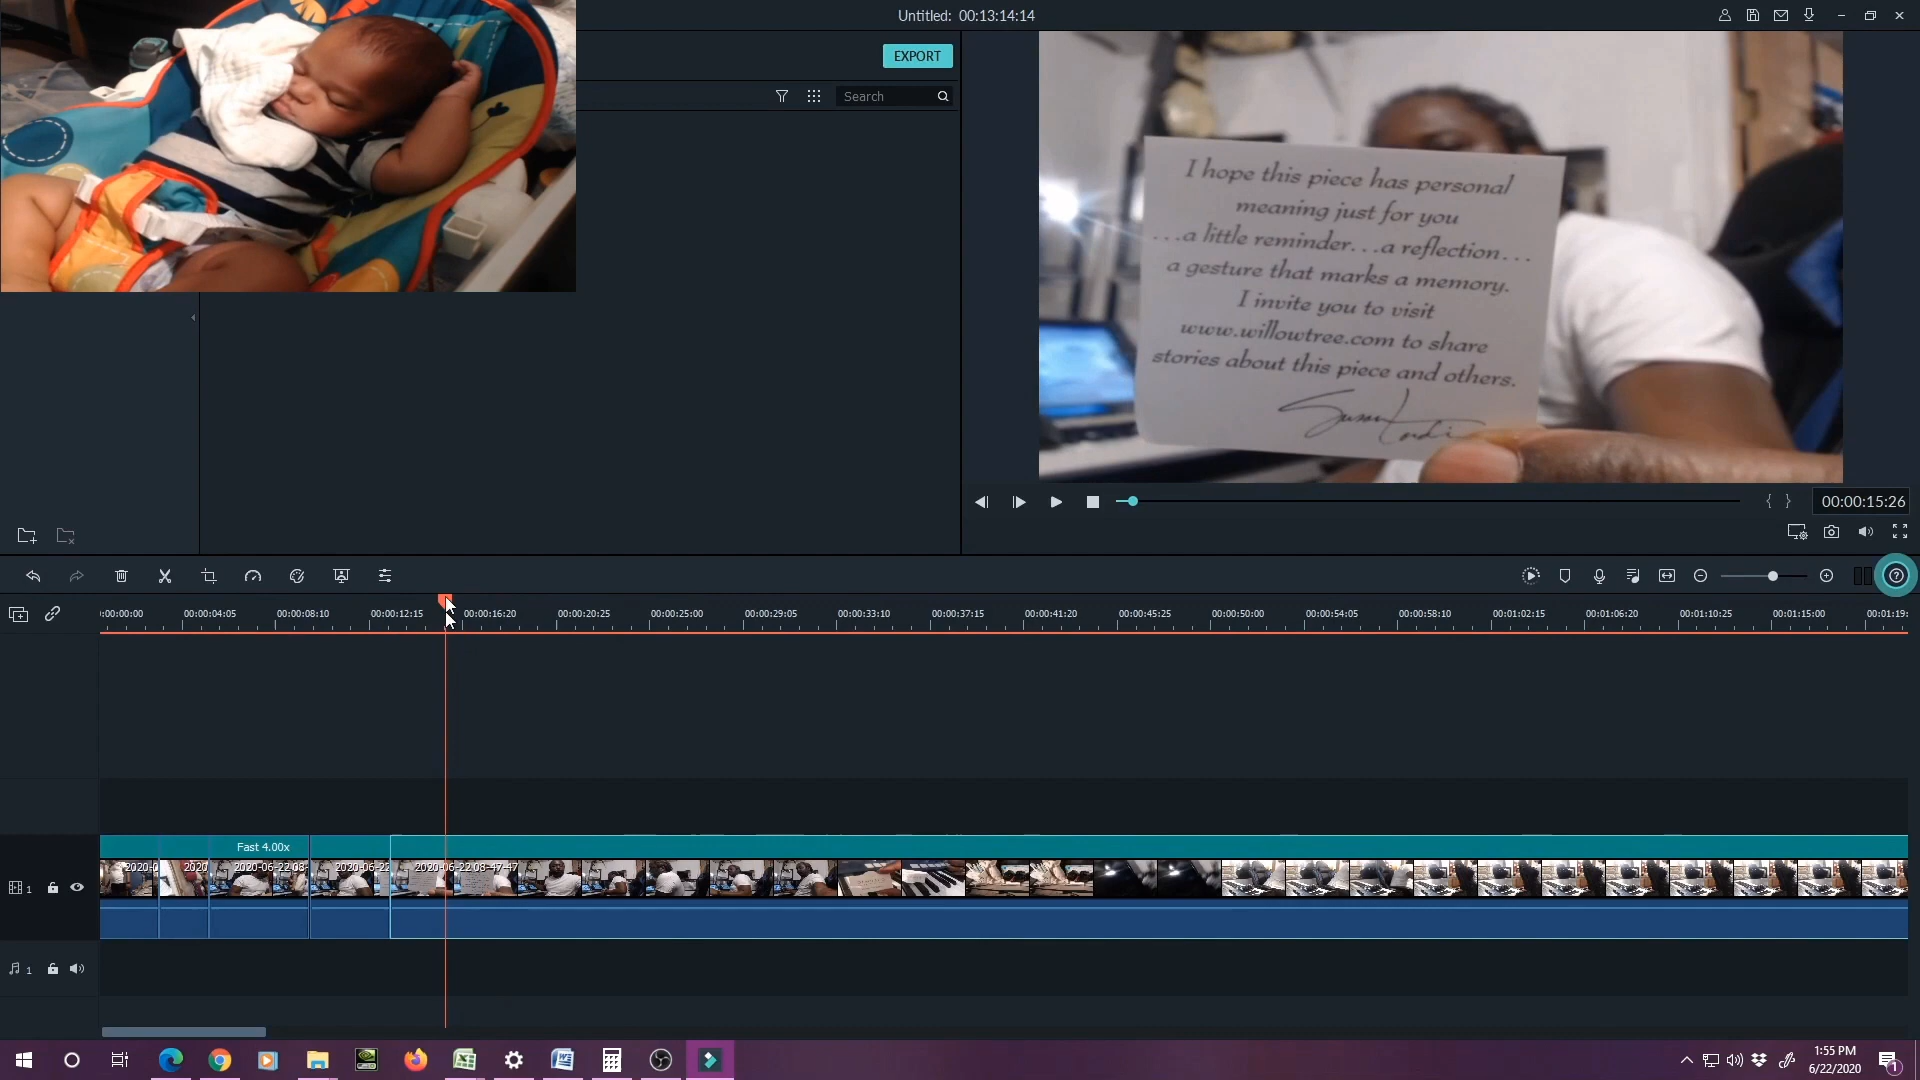 Untitled: 00:13:14:14
EXPORT
Search
I hope this piece has personal
meaning just for you
...a little reminder...a reflection...
a gesture that marks a memory.
I invite you to visit
www.willowtree.com to share
stories about this piece and others.
00:00:15:26
:00:00:00 00:00:04:05 00:00:08:10 00:00:12:15 00:00:16:20 00:00:20:25 00:00:25:00 00:00:29:05 00:00:33:10 00:00:37:15 00:00:41:20 00:00:45:25 00:00:50:00 00:00:54:05 00:00:58:10 00:01:02:15 00:01:06:20 00:01:10:25 00:01:15:00 00:01:19:
Fast 4.00x
2020-0 2020 2020-06-22 08- 2020-06-22 2020-06-22 08-47-47
1
1
1:55 PM
6/22/2020
1